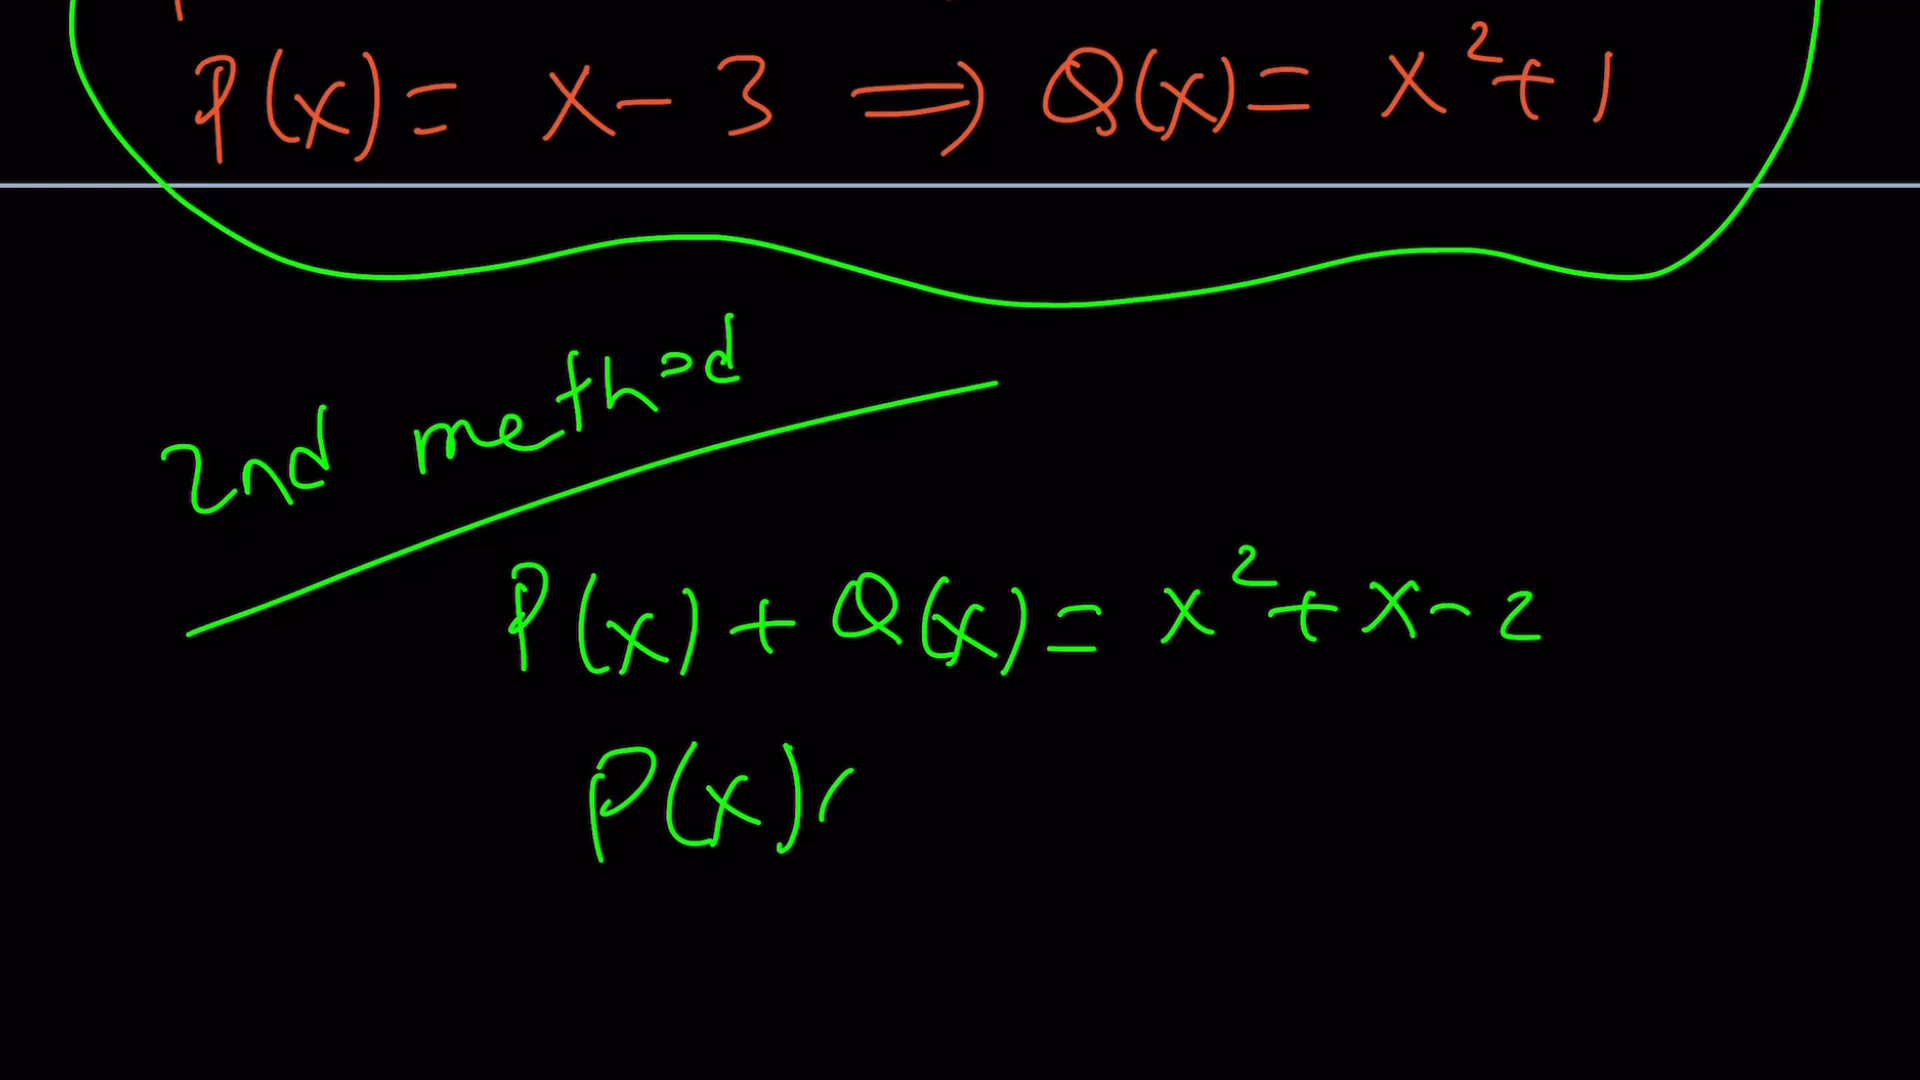 P(x) = x - 3 ⇒ Q(x) = x² + 1
2nd method
P(x) + Q(x) = x² + x - 2
P(x)